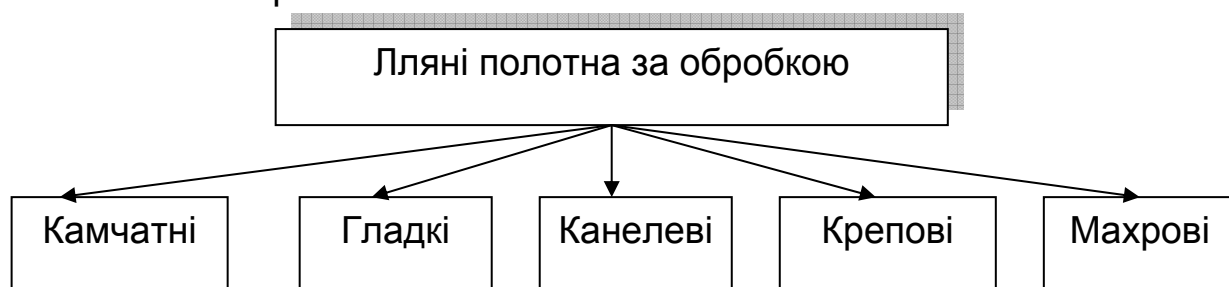 Лляні полотна за обробкою
Камчатні
Гладкі
Канелеві
Крепові
Махрові